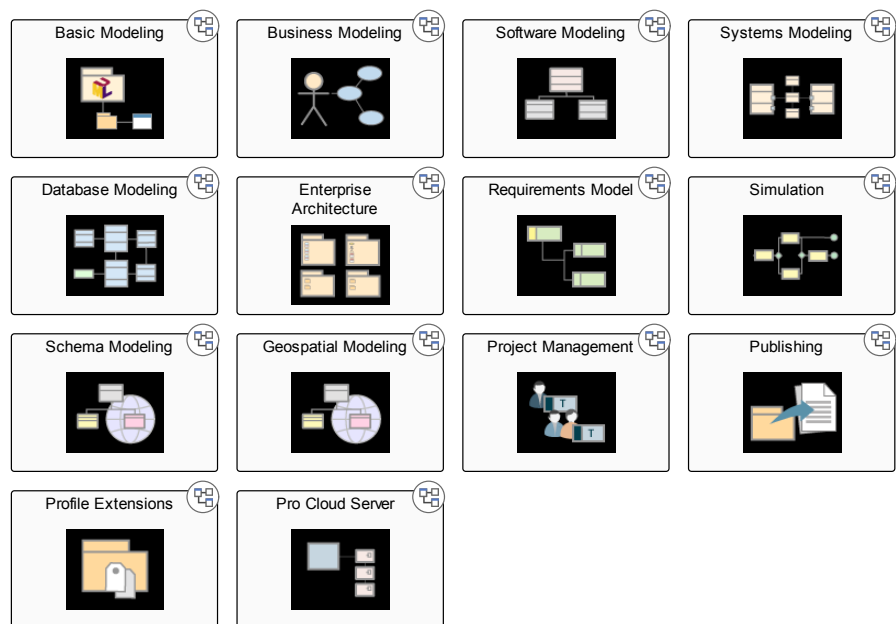 Basic Modeling
Business Modeling
Software Modeling
Systems Modeling
Database Modeling
Enterprise
Architecture
Requirements Model
Simulation
Schema Modeling
Geospatial Modeling
Project Management
T
T
Publishing
Profile Extensions
Pro Cloud Server